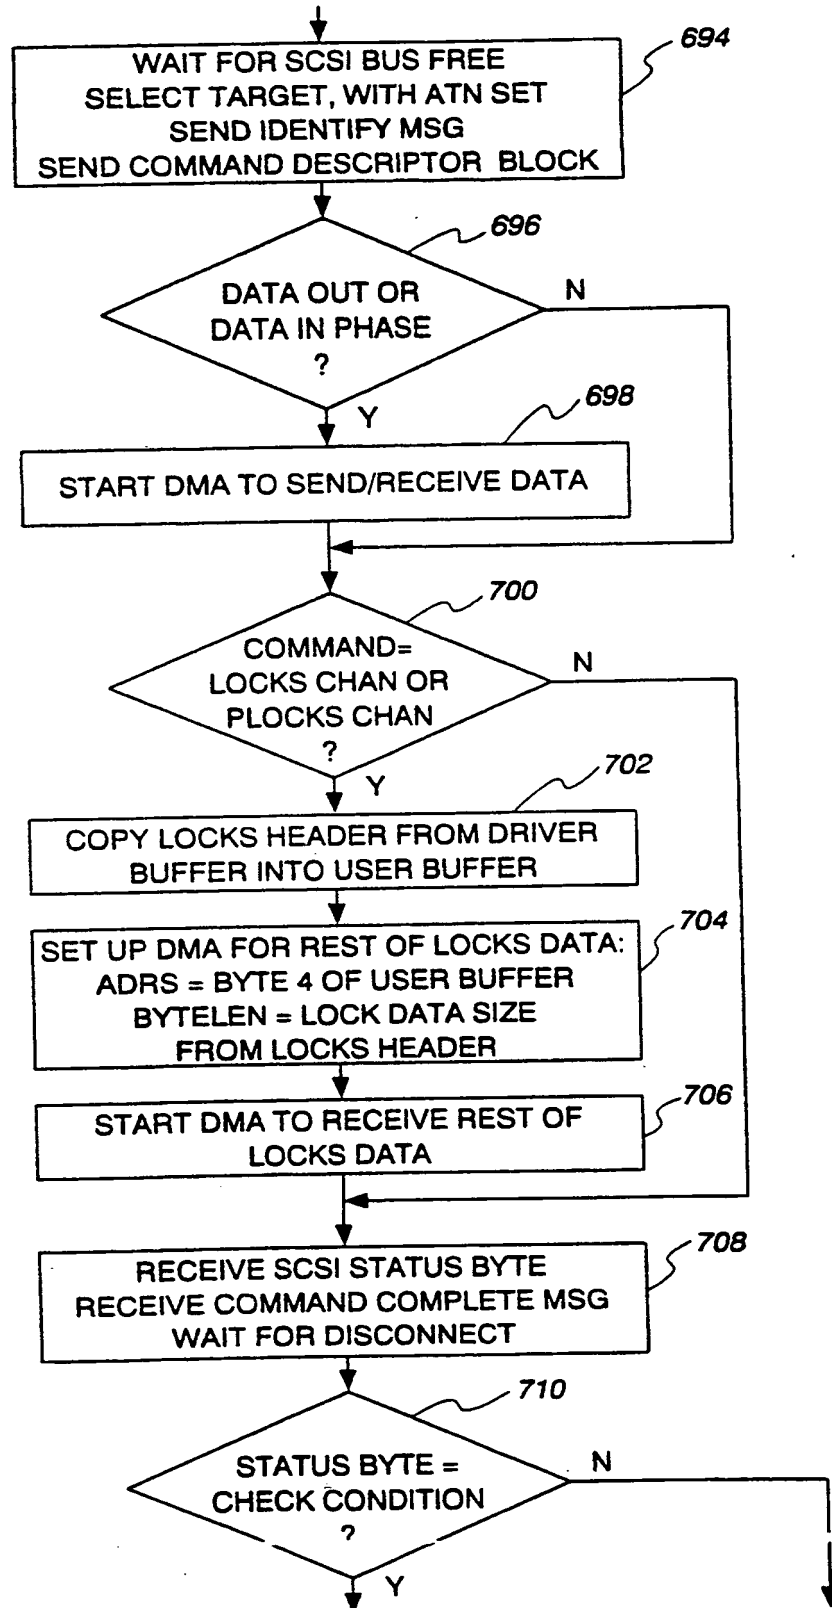 694
WAIT FOR SCSI BUS FREE
SELECT TARGET, WITH ATN SET
SEND IDENTIFY MSG
SEND COMMAND DESCRIPTOR BLOCK
696
DATA OUT OR
DATA IN PHASE
?
N
Y
698
START DMA TO SEND/RECEIVE DATA
700
COMMAND=
LOCKS CHAN OR
PLOCKS CHAN
?
N
Y
702
COPY LOCKS HEADER FROM DRIVER
BUFFER INTO USER BUFFER
704
SET UP DMA FOR REST OF LOCKS DATA:
ADRS = BYTE 4 OF USER BUFFER
BYTELEN = LOCK DATA SIZE
FROM LOCKS HEADER
706
START DMA TO RECEIVE REST OF
LOCKS DATA
708
RECEIVE SCSI STATUS BYTE
RECEIVE COMMAND COMPLETE MSG
WAIT FOR DISCONNECT
710
STATUS BYTE =
CHECK CONDITION
?
N
Y